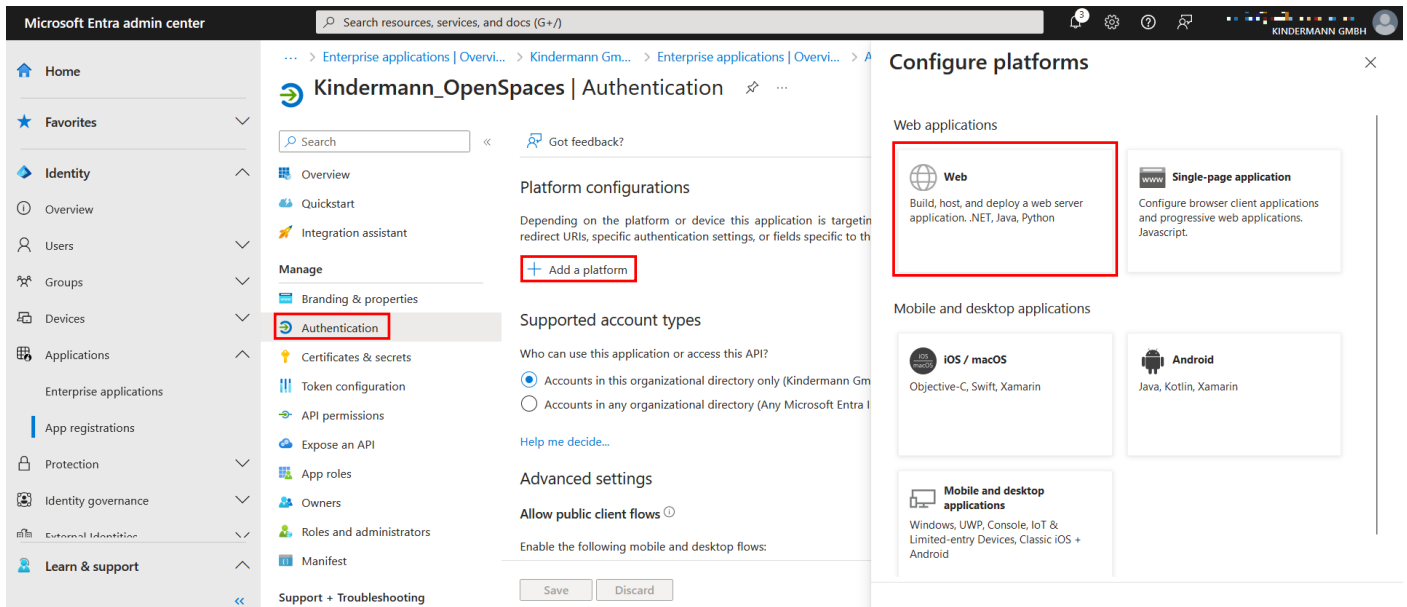 Microsoft Entra admin center
Search resources, services, and docs (G+/)
3
KINDERMANN GMBH
Home
Favorites
Identity
Overview
Users
Groups
Devices
Applications
Enterprise applications
App registrations
Protection
Identity governance
External Identities
Learn & support
«
... > Enterprise applications | Overvi... > Kindermann Gm... > Enterprise applications | Overvi... > A
Kindermann_OpenSpaces | Authentication ...
Search
«
Overview
Quickstart
Integration assistant
Manage
Branding & properties
Authentication
Certificates & secrets
Token configuration
API permissions
Expose an API
App roles
Owners
Roles and administrators
Manifest
Support + Troubleshooting
Got feedback?
Platform configurations
Depending on the platform or device this application is targetin
redirect URIs, specific authentication settings, or fields specific to th
+ Add a platform
Supported account types
Who can use this application or access this API?
Accounts in this organizational directory only (Kindermann Gm
Accounts in any organizational directory (Any Microsoft Entra I
Help me decide...
Advanced settings
Allow public client flows
Enable the following mobile and desktop flows:
Save Discard
Configure platforms
Web applications
Web
Build, host, and deploy a web server
application. .NET, Java, Python
www
Single-page application
Configure browser client applications
and progressive web applications.
Javascript.
Mobile and desktop applications
iOS
macOS
iOS / macOS
Objective-C, Swift, Xamarin
Android
Java, Kotlin, Xamarin
Mobile and desktop
applications
Windows, UWP, Console, IoT &
Limited-entry Devices, Classic iOS +
Android